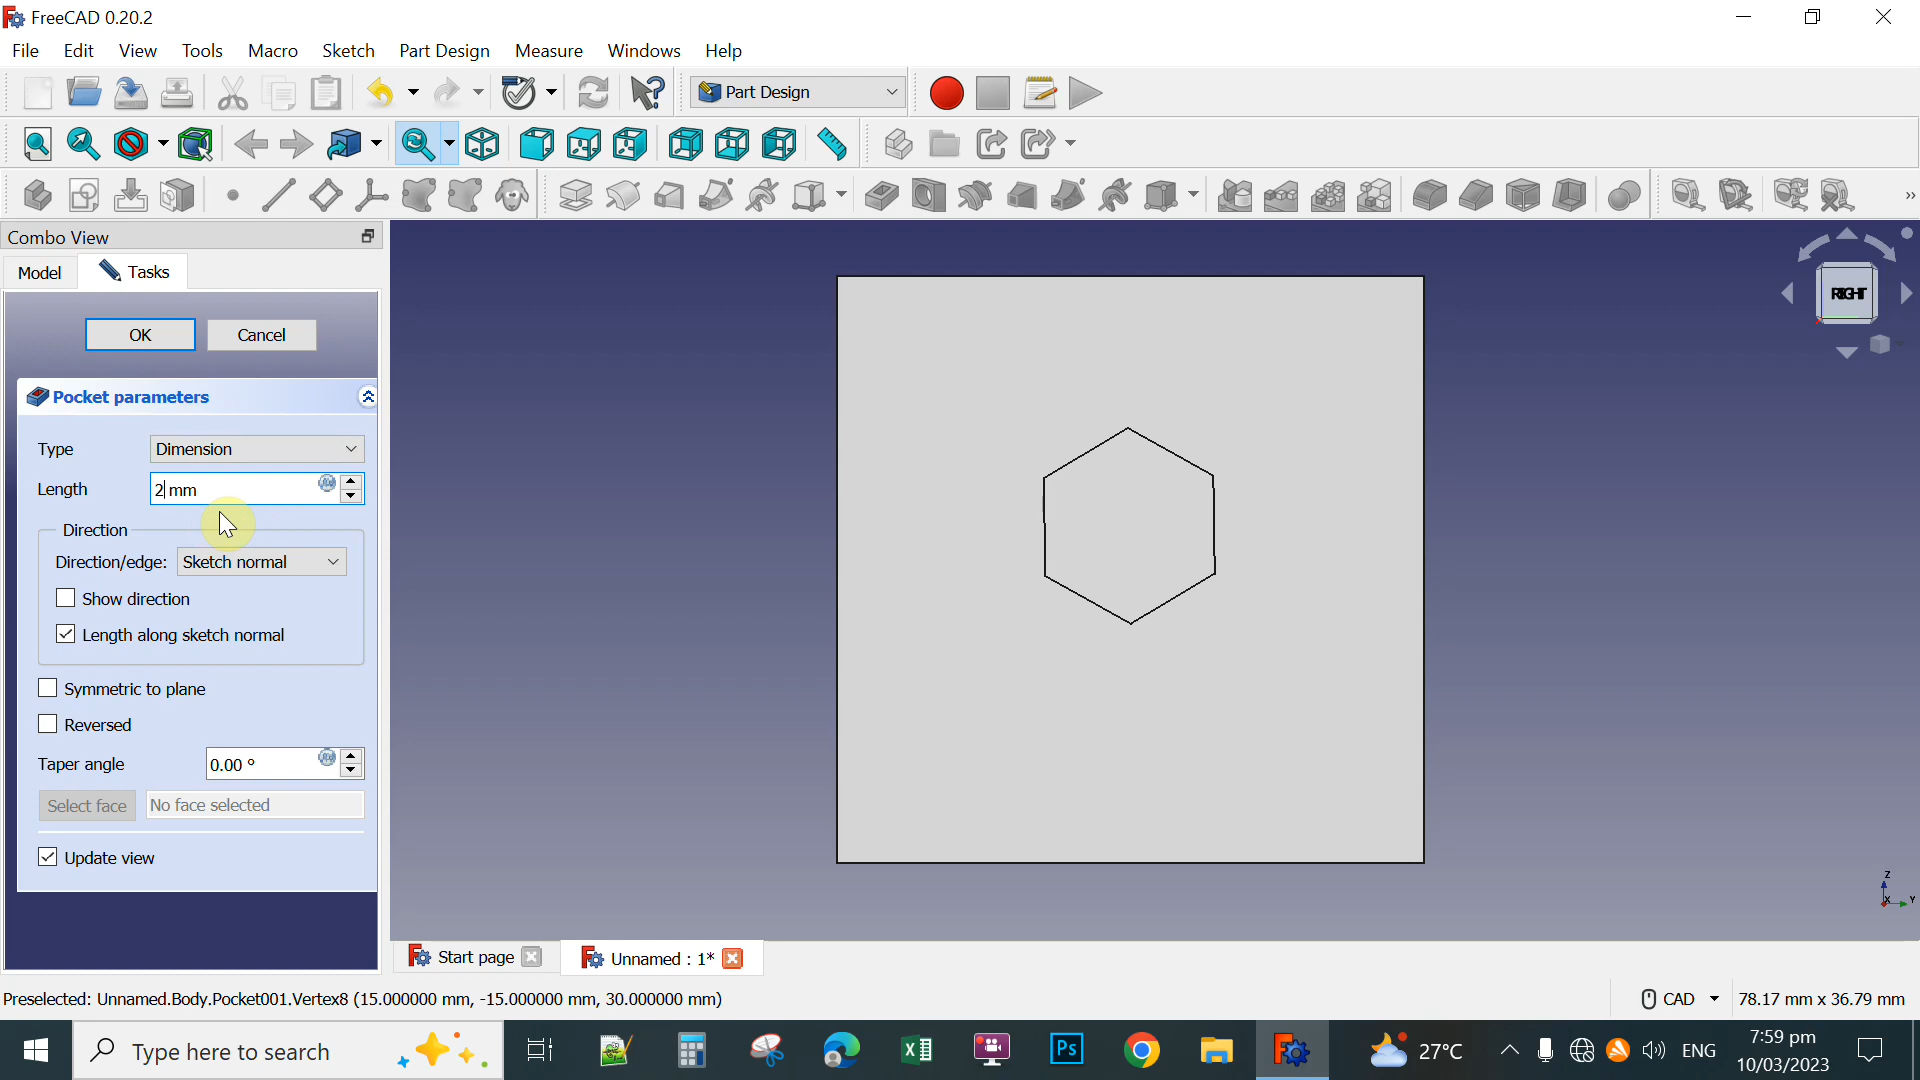 FreeCAD 0.20.2
File Edit View Tools Macro Sketch Part Design Measure Windows Help
Part Design
Combo View
Model Tasks
OK Cancel
Pocket parameters
Type Dimension
Length 2 mm
Direction
Direction/edge: Sketch normal
Show direction
Length along sketch normal
Symmetric to plane
Reversed
Taper angle 0.00 °
Select face No face selected
Update view
RIGHT
Z
X Y
Start page Unnamed : 1*
Preselected: Unnamed.Body.Pocket001.Vertex8 (15.000000 mm, -15.000000 mm, 30.000000 mm)
CAD 78.17 mm x 36.79 mm
Type here to search
Ps
27°C
ENG
7:59 pm
10/03/2023